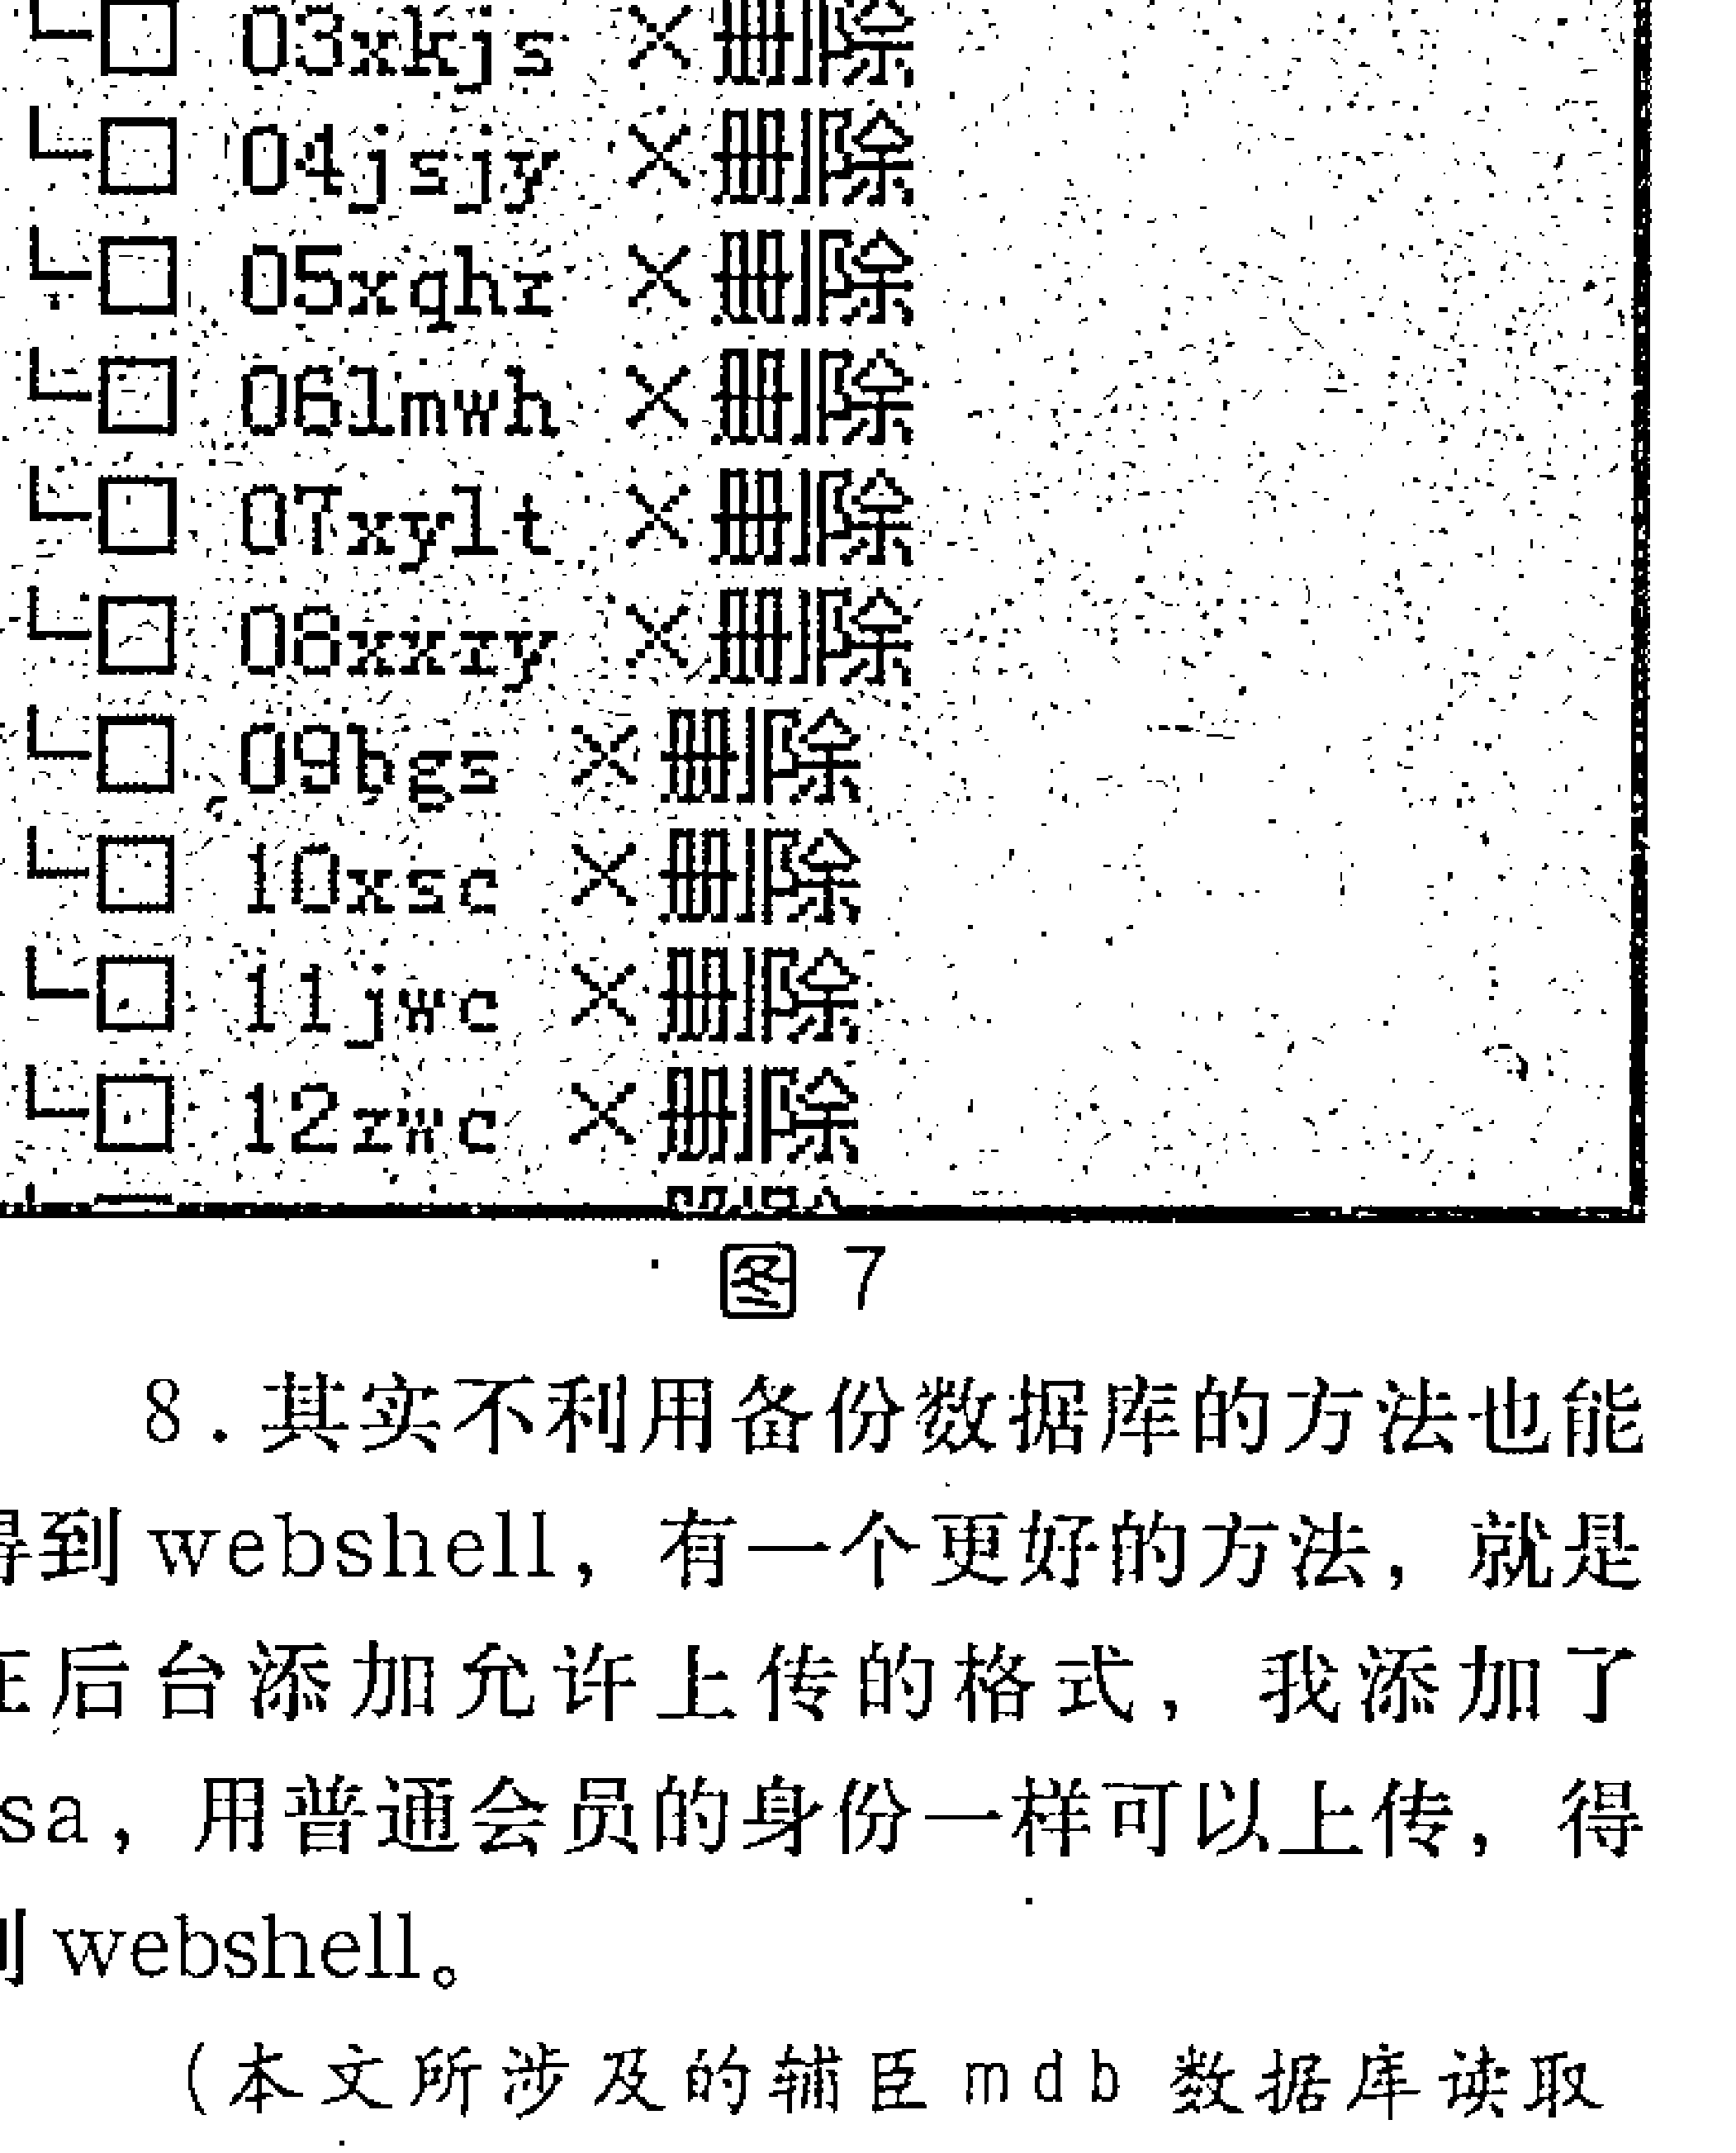 03xkjs ×删除
04jsjy ×删除
05xqhz ×删除
06lmwh ×删除
07xylt ×删除
06xxzy ×删除
09bgs ×删除
10xsc ×删除
11jwc ×删除
12zwc ×删除
图 7
8.其实不利用备份数据库的方法也能
得到webshell，有一个更好的方法，就是
在后台添加允许上传的格式，我添加了
sa，用普通会员的身份一样可以上传，得
到webshell。
(本文所涉及的辅臣mdb 数据库读取